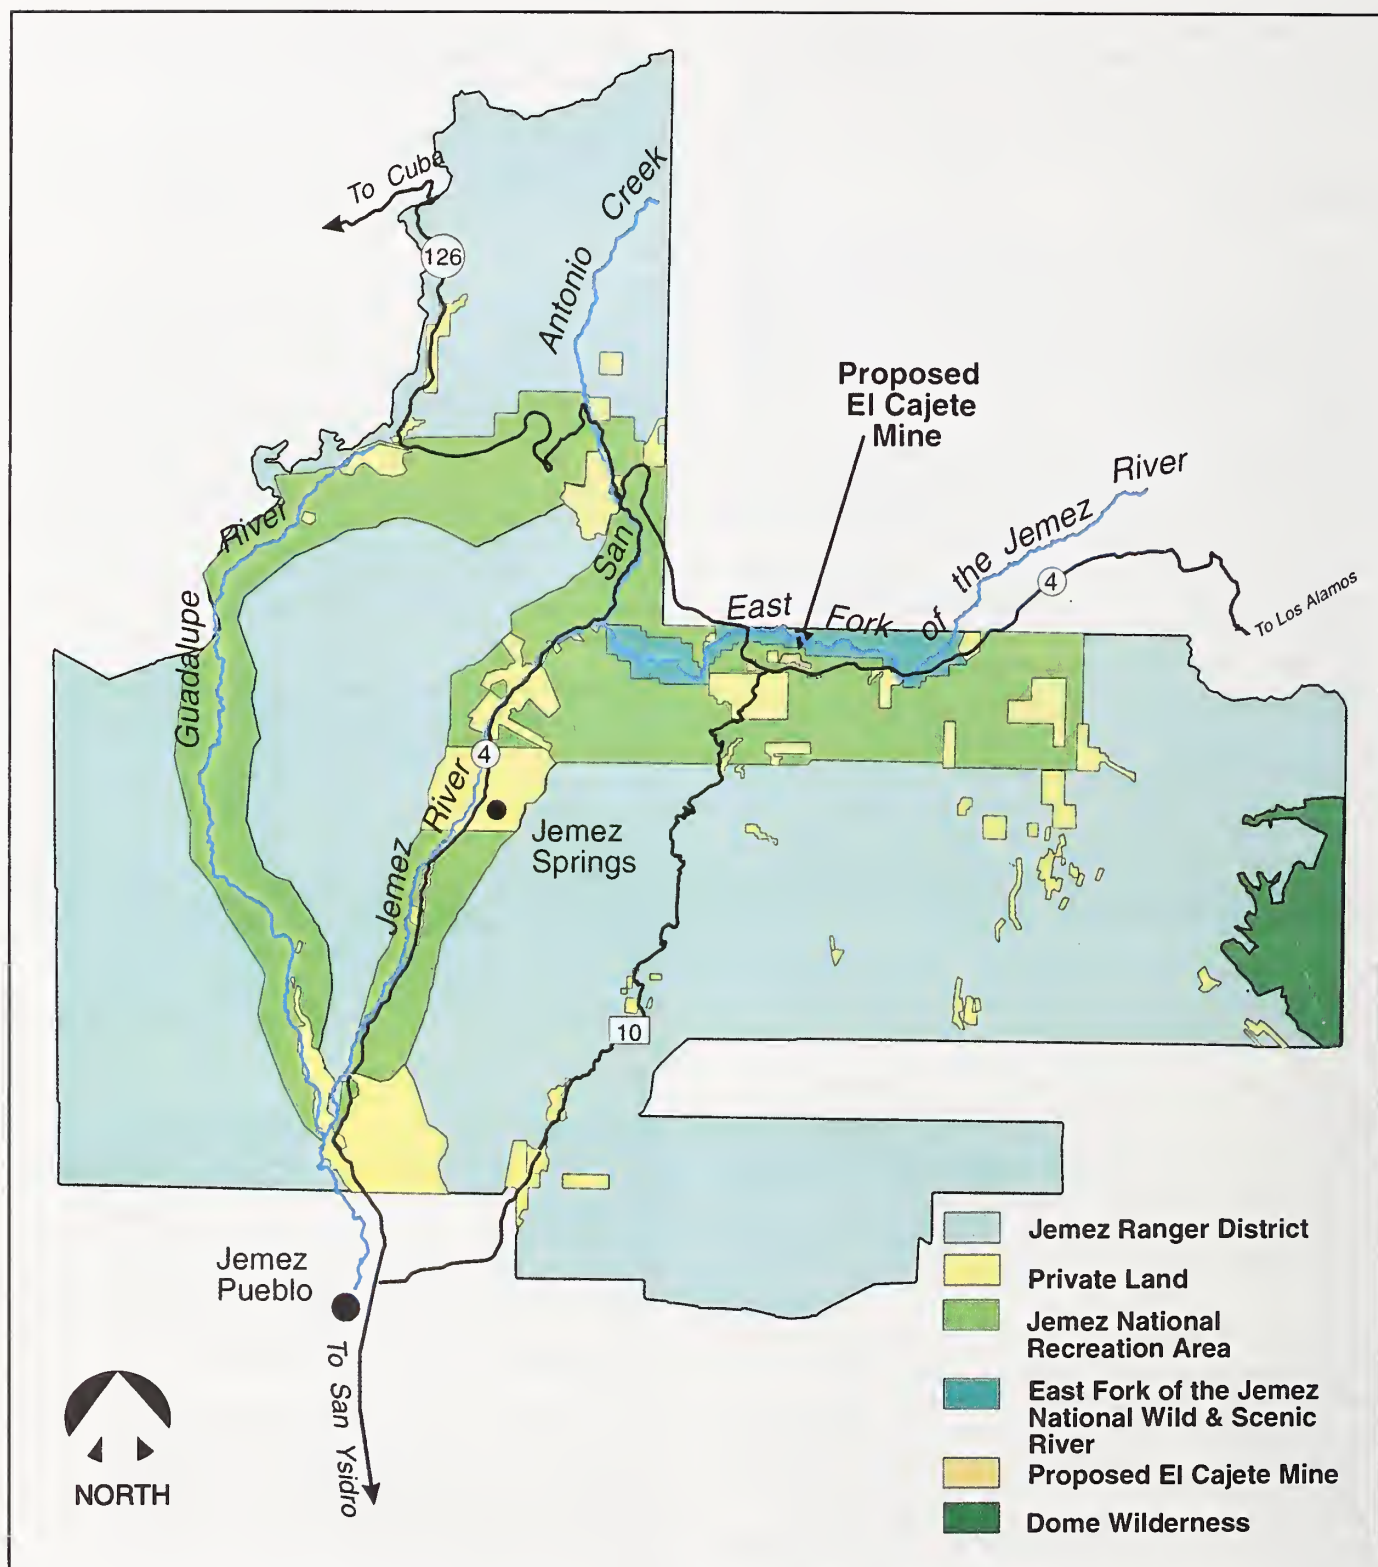 To Cuba
126
Antonio Creek
San
Proposed
El Cajete
Mine
East Fork of the Jemez River
4
To Los Alamos
Guadalupe River
4
Jemez River
Jemez
Springs
10
Jemez
Pueblo
To San Ysidro
NORTH
Jemez Ranger District
Private Land
Jemez National
Recreation Area
East Fork of the Jemez
National Wild & Scenic
River
Proposed El Cajete Mine
Dome Wilderness